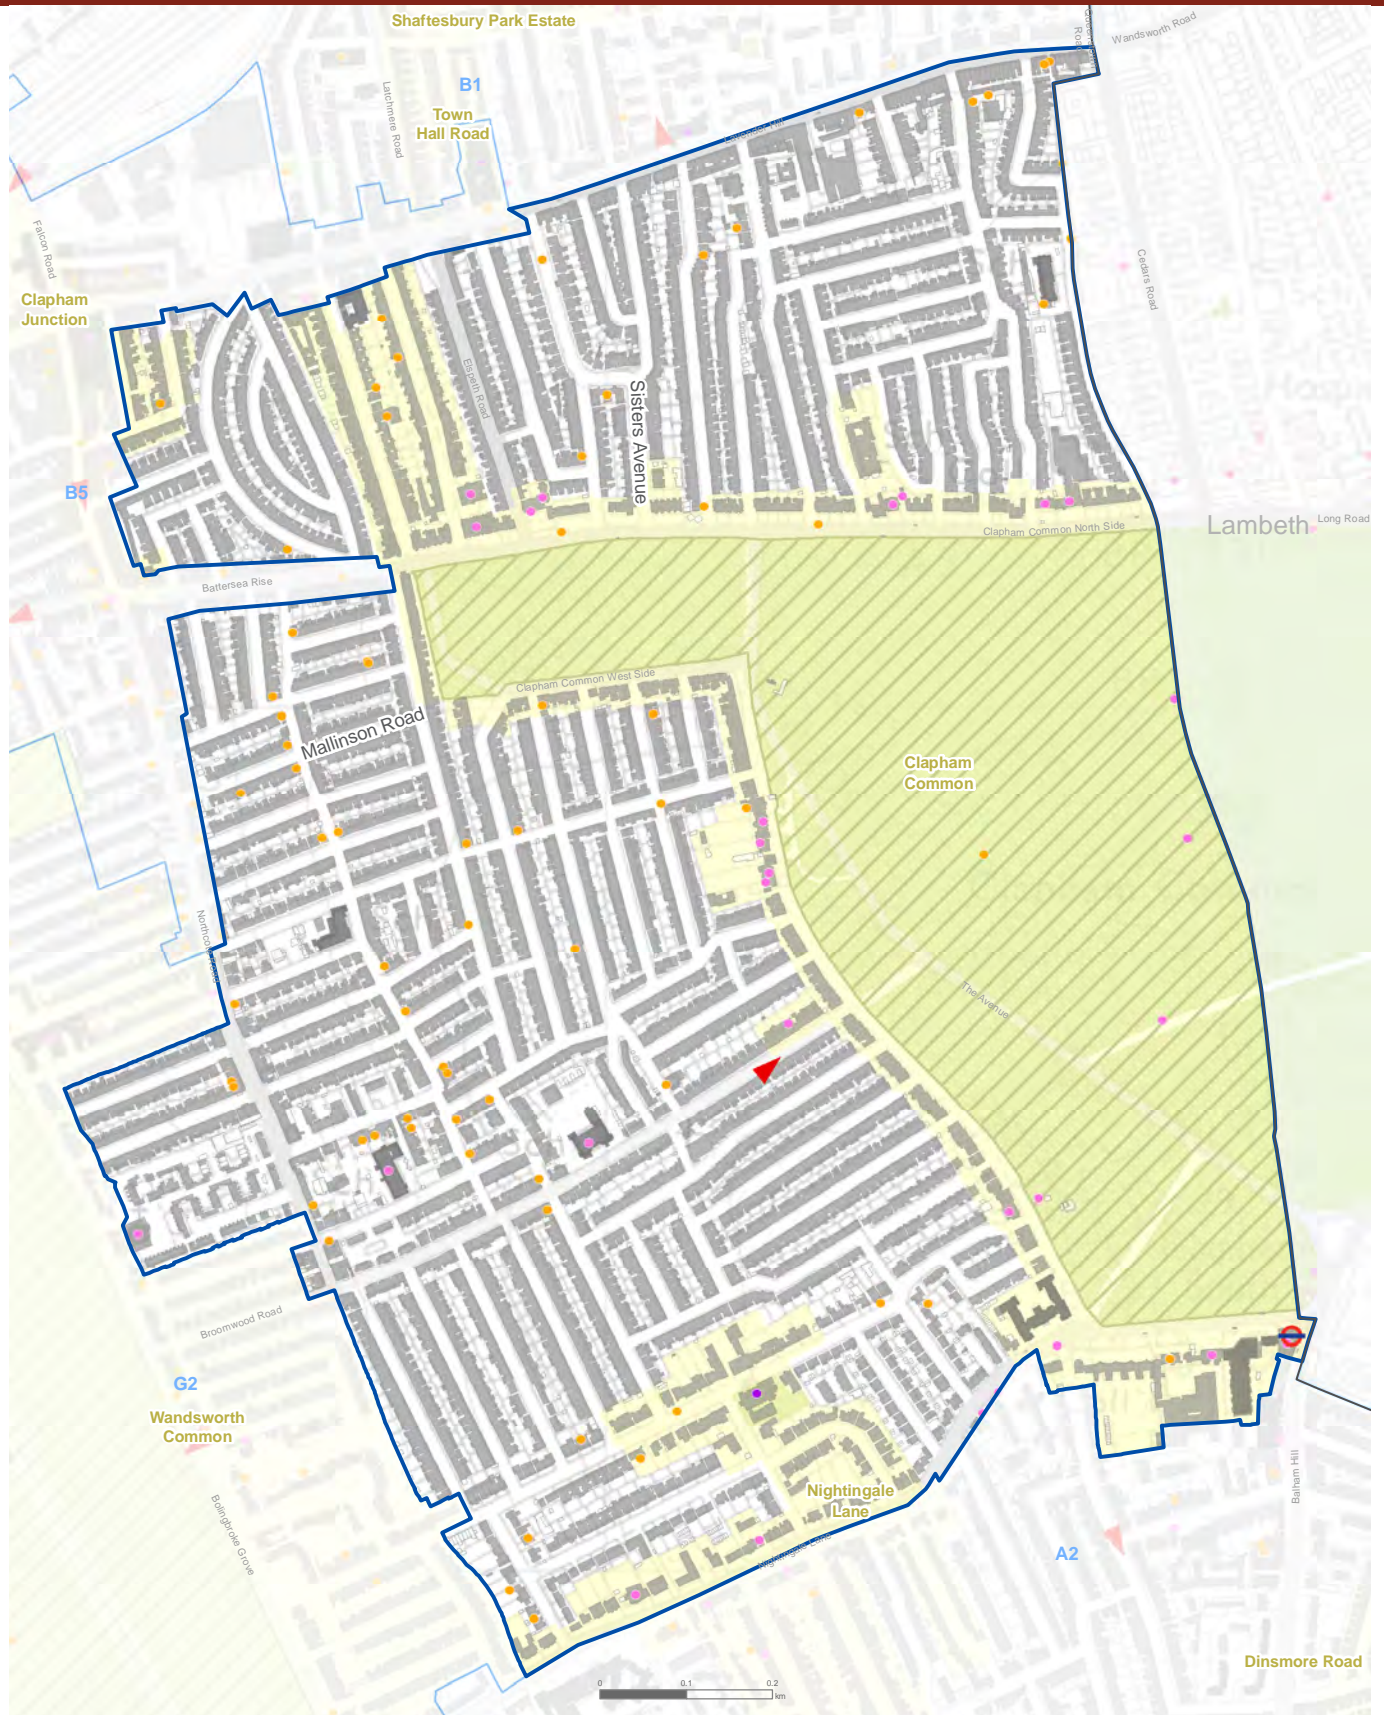 Shaftesbury Park Estate
Wandsworth Road
B1
Latchmere Road
Town
Hall Road
Lavender Hill
Falcon Road
Cedars Road
Clapham
Junction
Elspeth Road
Sisters Avenue
B5
Clapham Common North Side
Lambeth
Long Road
Battersea Rise
Clapham Common West Side
Mallinson Road
Clapham
Common
Northcote Road
The Avenue
Broomwood Road
G2
Wandsworth
Common
Nightingale
Lane
Balham Hill
Bolingbroke Grove
Nightingale Lane
A2
Dinsmore Road
0
0.1
0.2
km